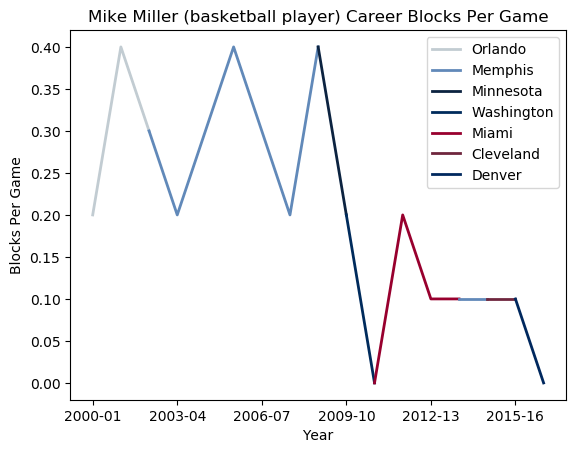 Mike Miller (basketball player) Career Blocks Per Game
Orlando
Memphis
Minnesota
Washington
Miami
Cleveland
Denver
Blocks Per Game
0.40
0.35
0.30
0.25
0.20
0.15
0.10
0.05
0.00
2000-01 2003-04 2006-07 2009-10 2012-13 2015-16
Year